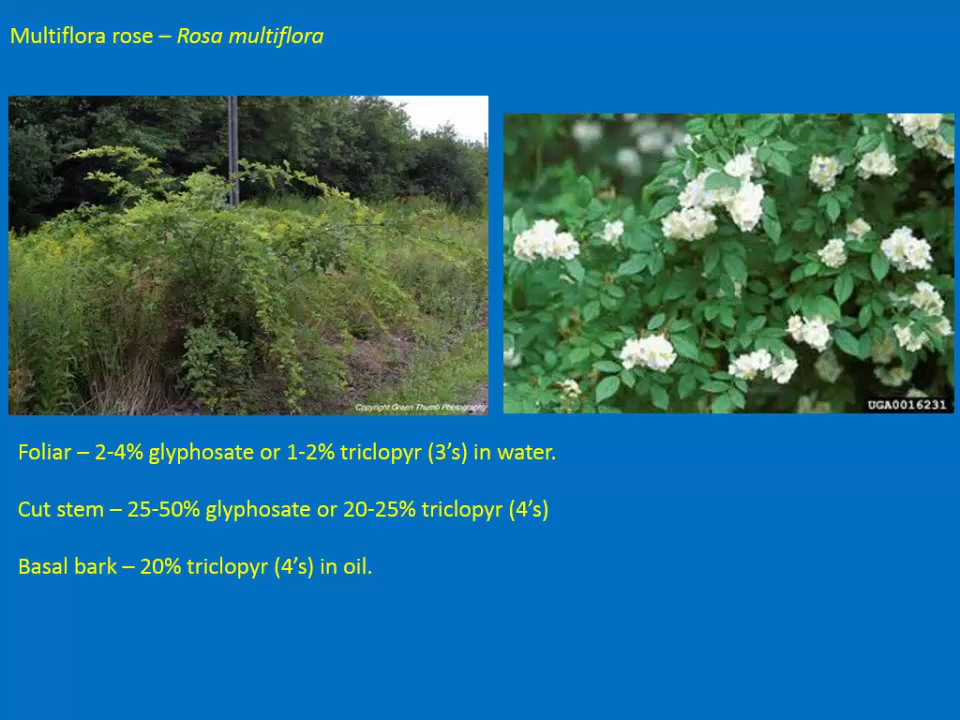 Multiflora rose – Rosa multiflora
Copyright Green Thumb Photography
UGA0016231
Foliar – 2-4% glyphosate or 1-2% triclopyr (3’s) in water.
Cut stem – 25-50% glyphosate or 20-25% triclopyr (4’s)
Basal bark – 20% triclopyr (4’s) in oil.